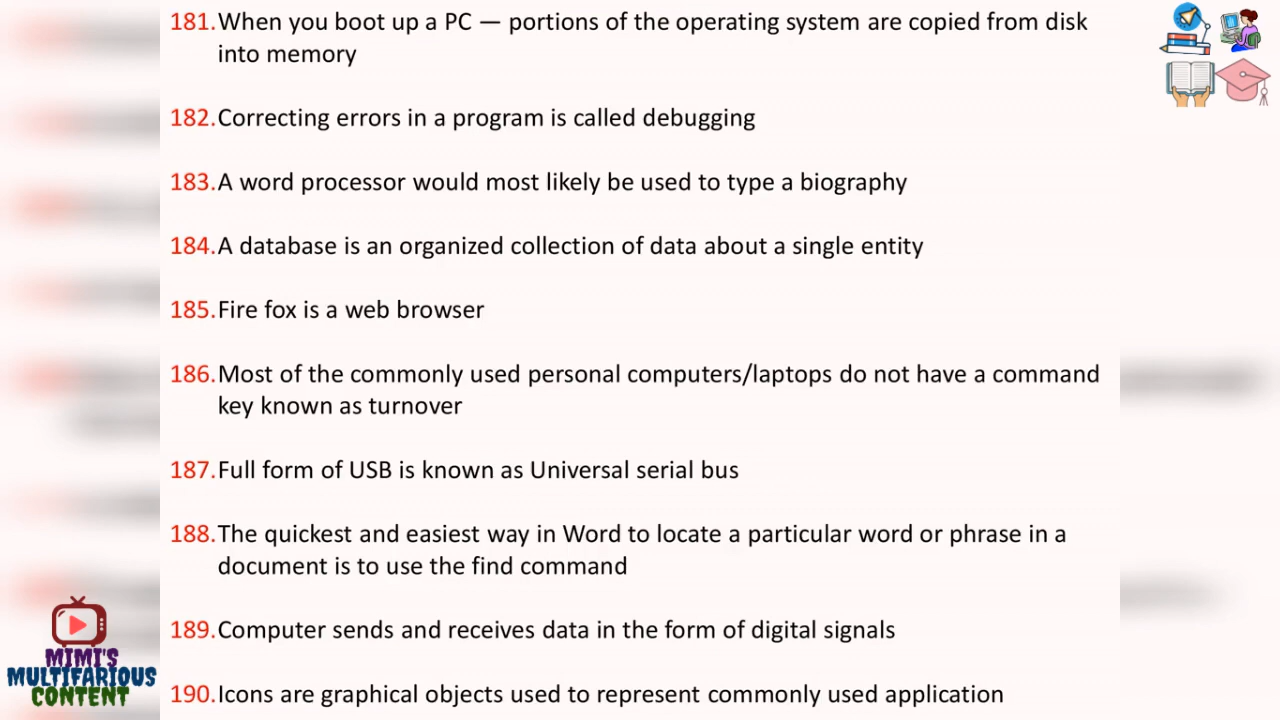 181. When you boot up a PC — portions of the operating system are copied from disk
into memory
182. Correcting errors in a program is called debugging
183. A word processor would most likely be used to type a biography
184. A database is an organized collection of data about a single entity
185. Fire fox is a web browser
186. Most of the commonly used personal computers/laptops do not have a command
key known as turnover
187. Full form of USB is known as Universal serial bus
188. The quickest and easiest way in Word to locate a particular word or phrase in a
document is to use the find command
189. Computer sends and receives data in the form of digital signals
190. Icons are graphical objects used to represent commonly used application
MIMI'S
MULTIFARIOUS
CONTENT